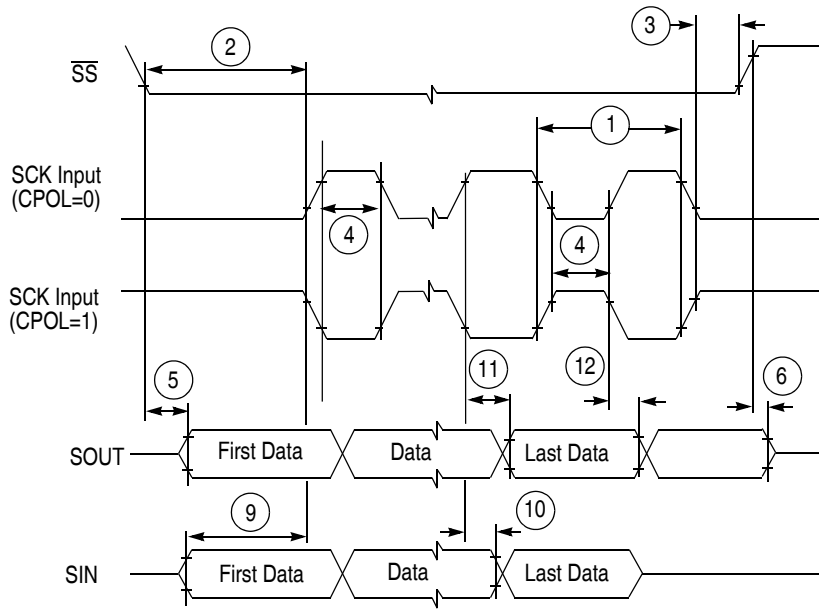 3
2
S̅S̅
1
SCK Input
(CPOL=0)
4
4
SCK Input
(CPOL=1)
5
11
12
6
SOUT
First Data
Data
Last Data
9
10
SIN
First Data
Data
Last Data